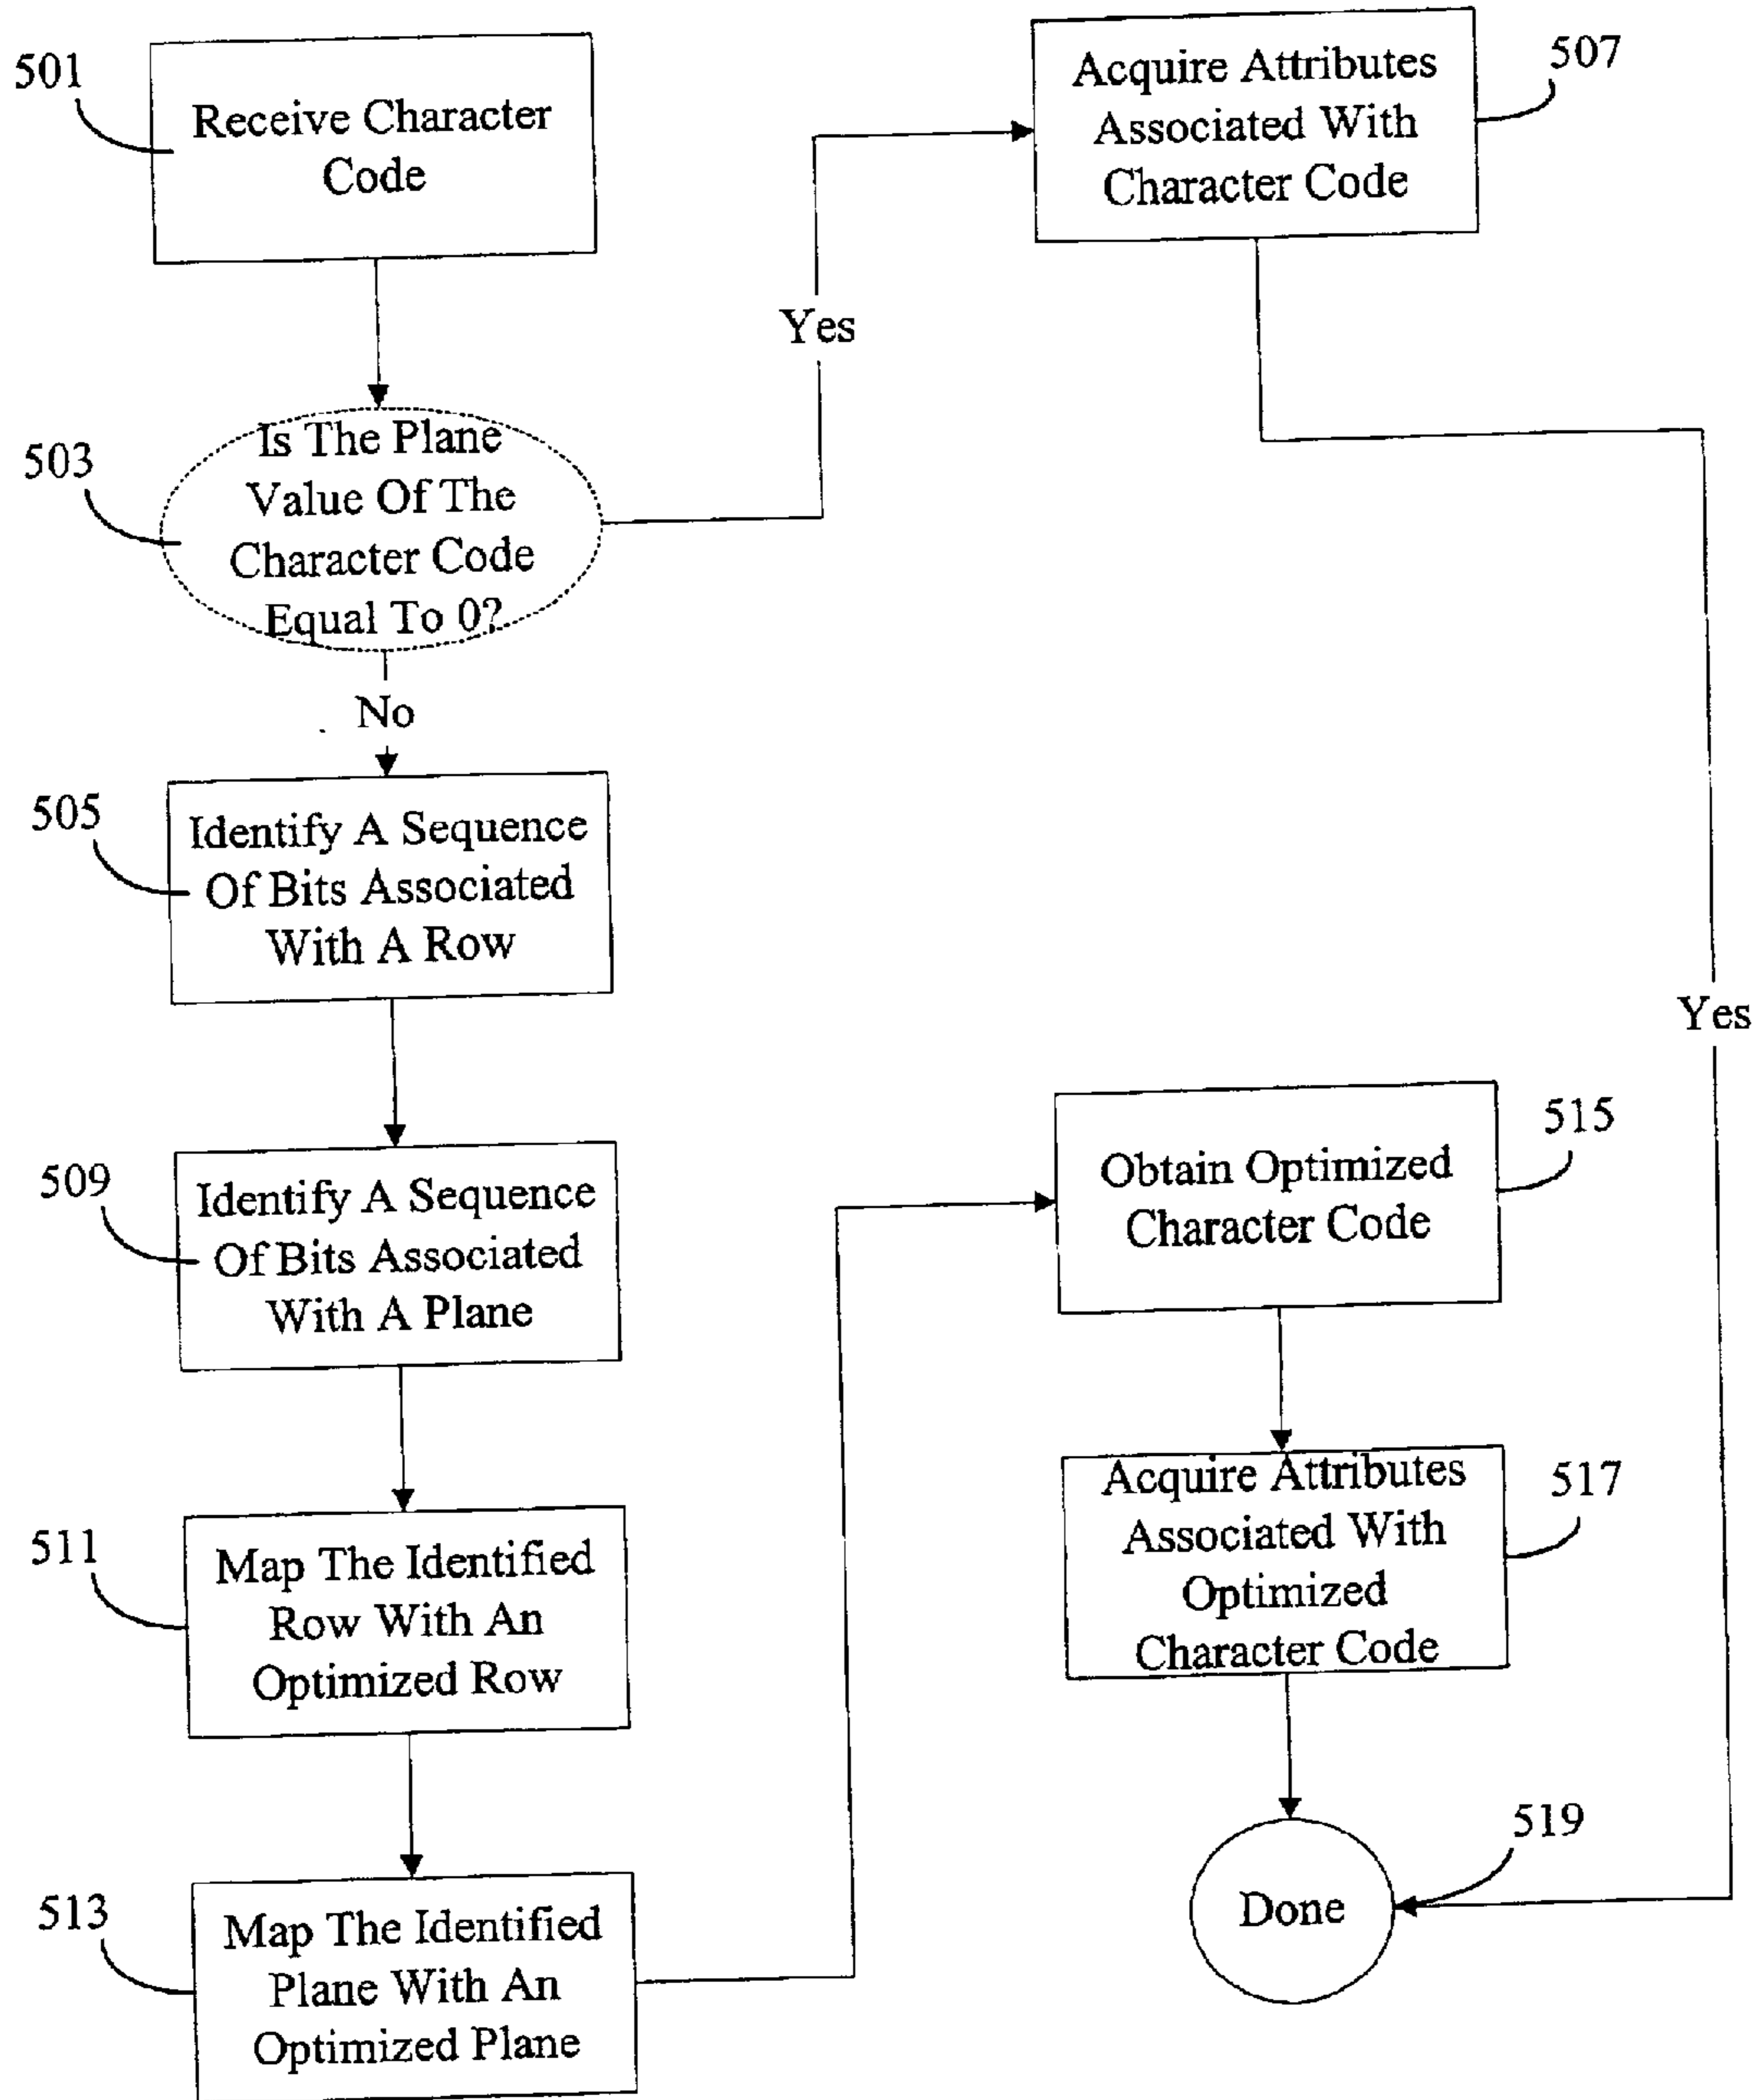 501
Receive Character
Code
503
Is The Plane
Value Of The
Character Code
Equal To 0?
Yes
No
507
Acquire Attributes
Associated With
Character Code
505
Identify A Sequence
Of Bits Associated
With A Row
509
Identify A Sequence
Of Bits Associated
With A Plane
511
Map The Identified
Row With An
Optimized Row
513
Map The Identified
Plane With An
Optimized Plane
515
Obtain Optimized
Character Code
517
Acquire Attributes
Associated With
Optimized
Character Code
Yes
519
Done